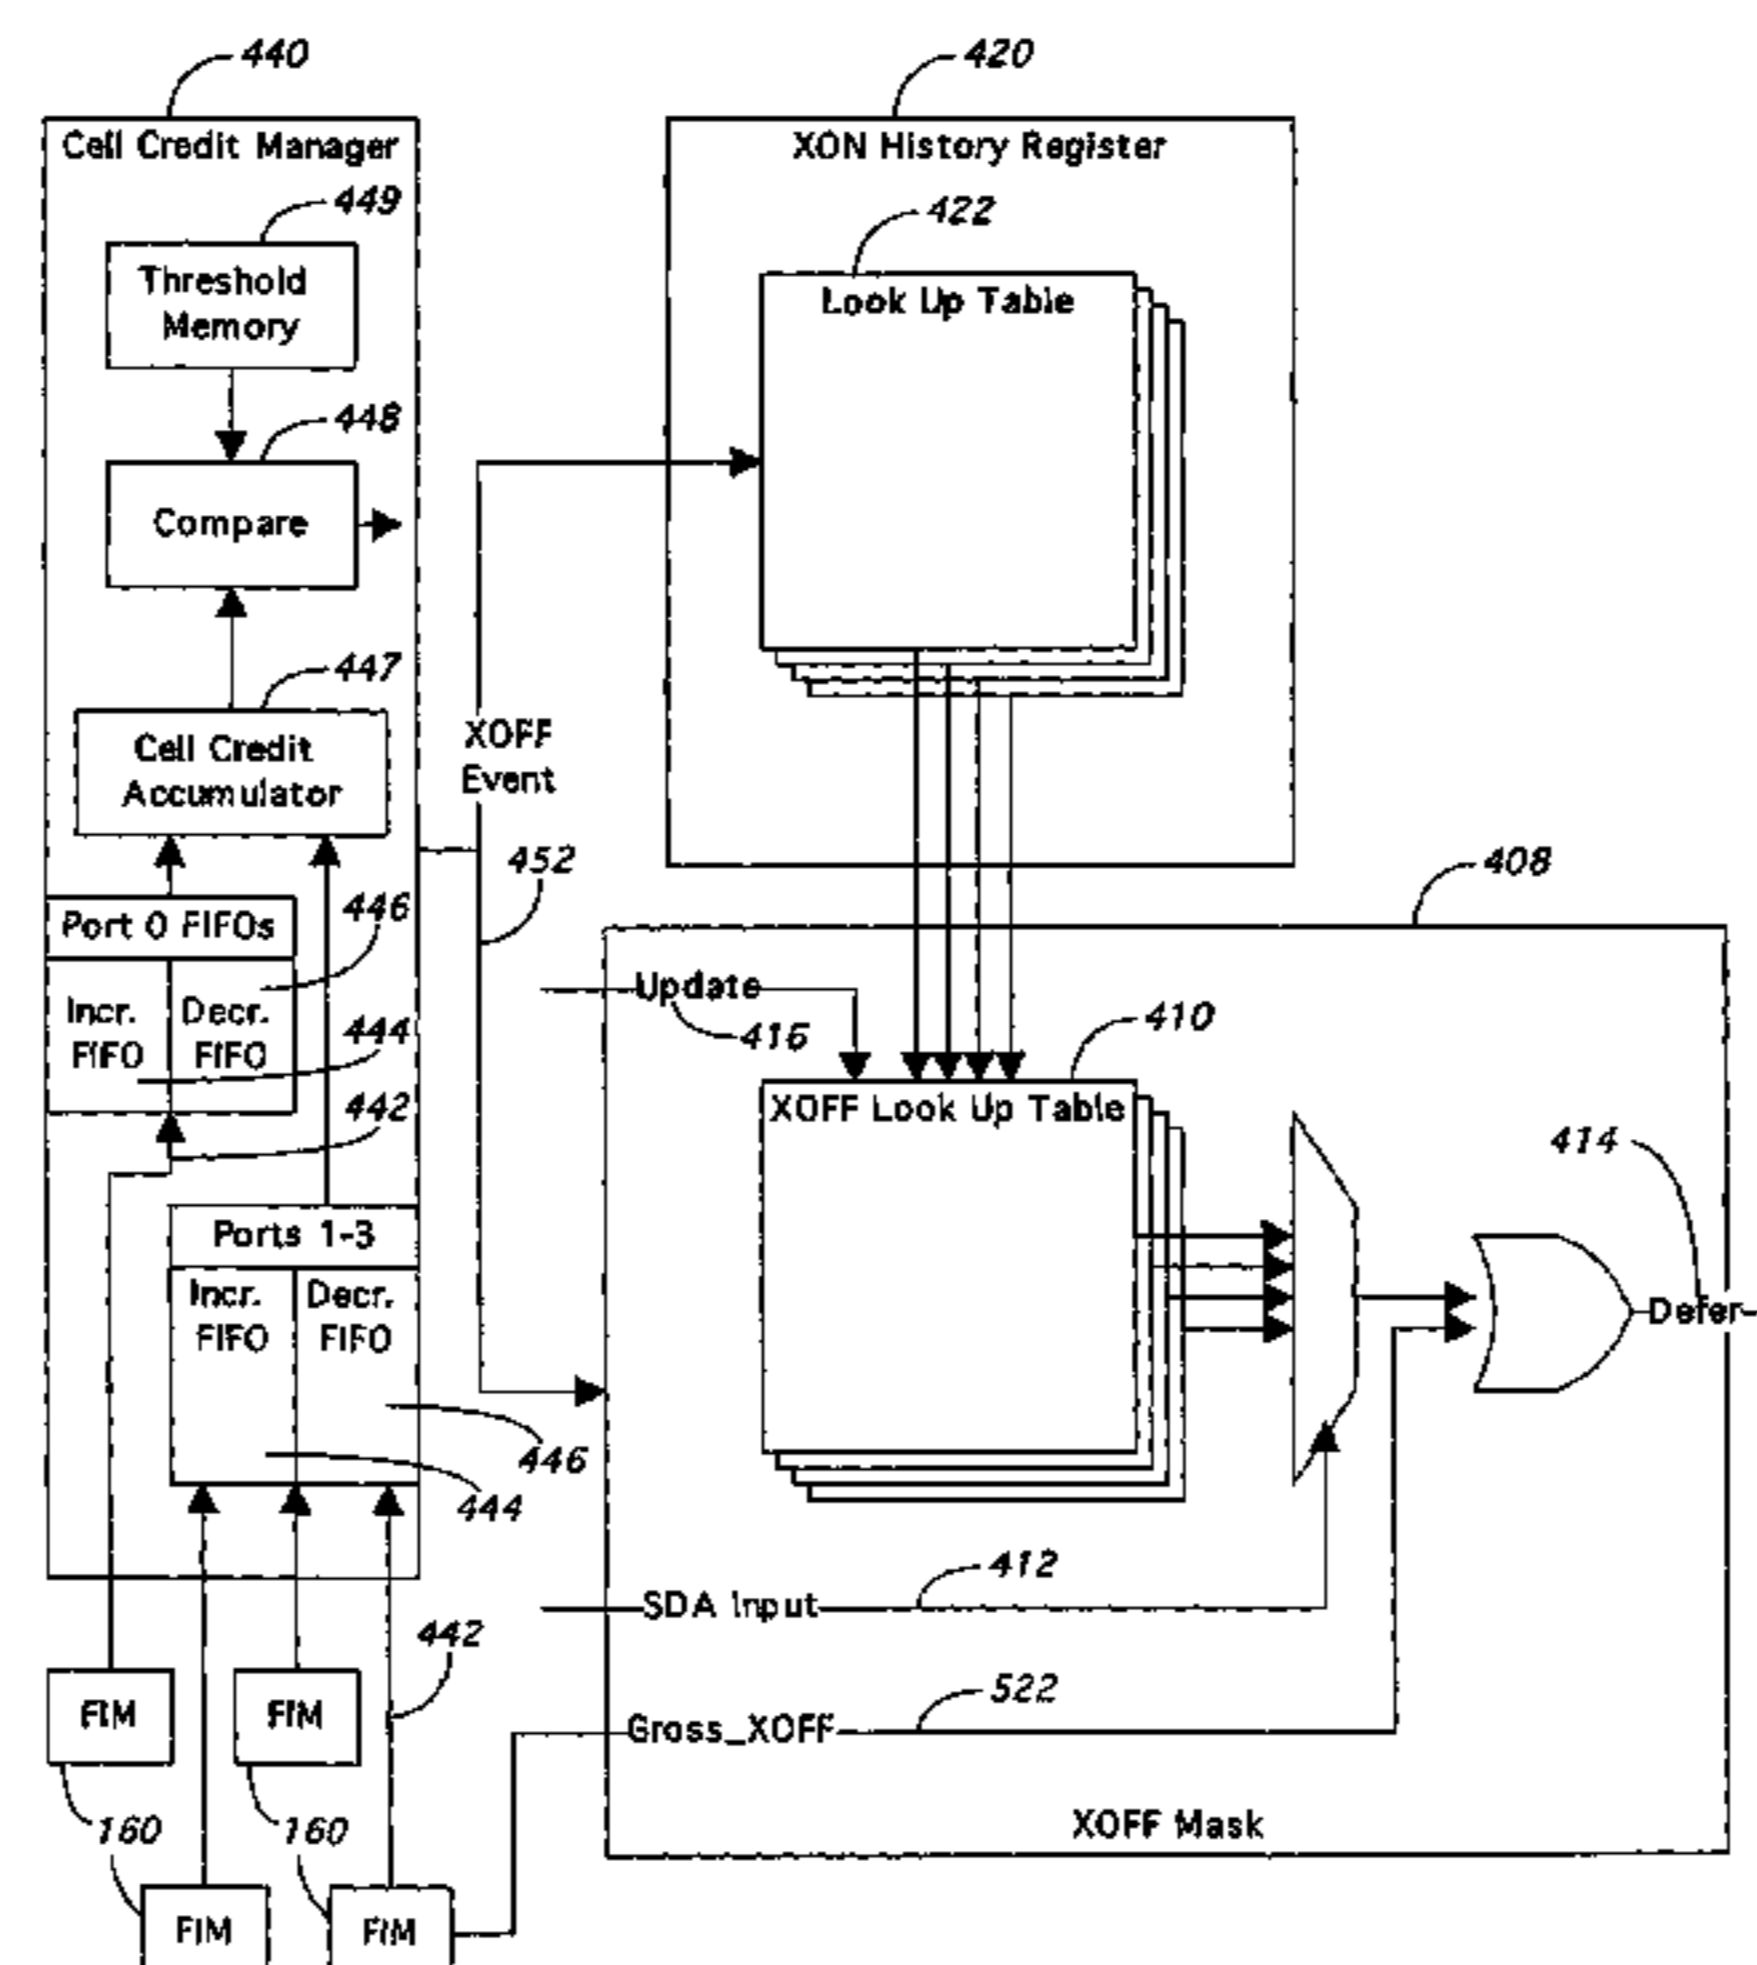 440
420
Cell Credit Manager
XON History Register
449
422
Threshold
Memory
Look Up Table
448
Compare
447
Cell Credit
Accumulator
XOFF
Event
452
408
446
Port 0 FIFOs
Update
Incr.
FIFO
Decr.
FIFO
444
416
410
442
XOFF Look Up Table
414
Ports 1-3
Incr.
FIFO
Decr.
FIFO
Defer
446
444
412
SDA Input
442
522
FIM
FIM
Gross_XOFF
160
160
XOFF Mask
FIM
FIM